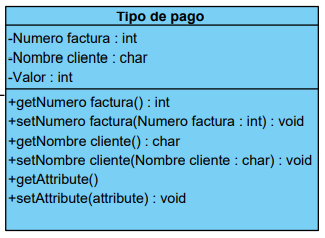 Tipo de pago
-Numero factura : int
-Nombre cliente : char
-Valor : int
+getNumero factura() : int
+setNumero factura(Numero factura : int) : void
+getNombre cliente() : char
+setNombre cliente(Nombre cliente : char) : void
+getAttribute()
+setAttribute(attribute) : void